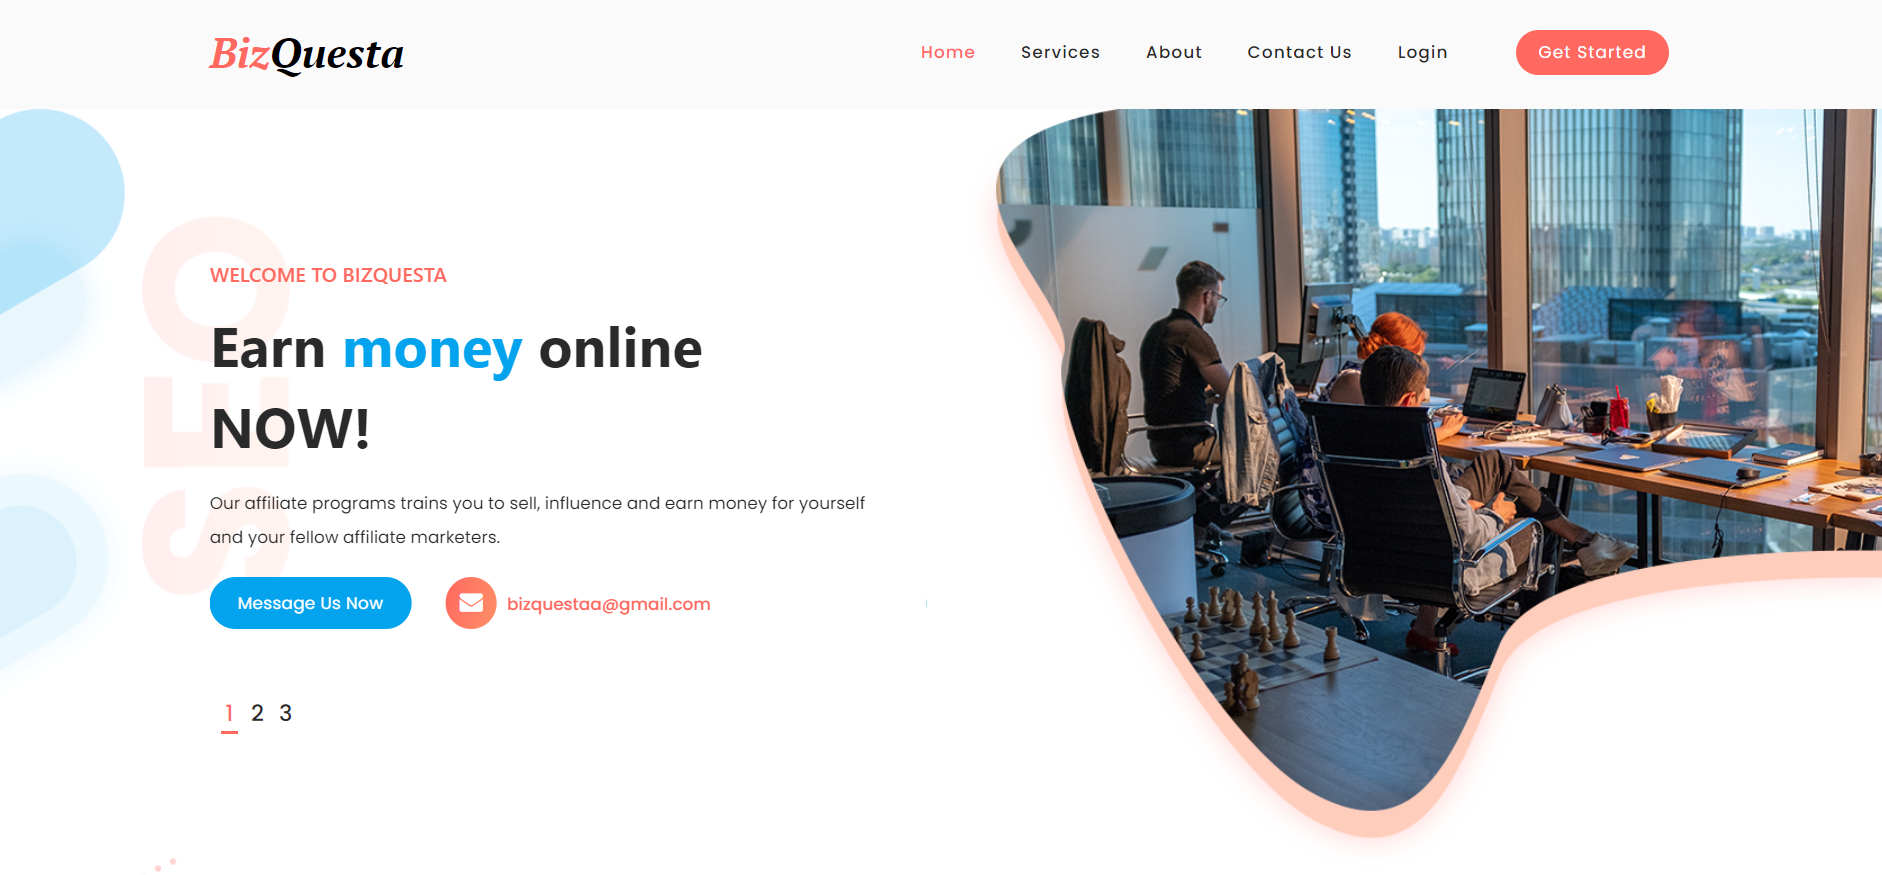 BizQuesta
Home Services About Contact Us Login Get Started
SEO
WELCOME TO BIZQUESTA
Earn money online
NOW!
Our affiliate programs trains you to sell, influence and earn money for yourself
and your fellow affiliate marketers.
Message Us Now bizquestaa@gmail.com
1 2 3